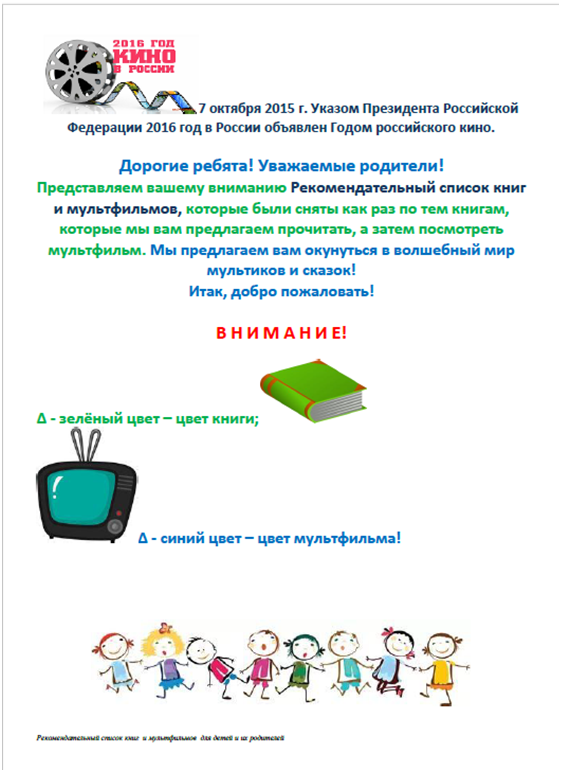 2016 ГОД
КИНО
В РОССИИ
7 октября 2015 г. Указом Президента Российской
Федерации 2016 год в России объявлен Годом российского кино.
Дорогие ребята! Уважаемые родители!
Представляем вашему вниманию Рекомендательный список книг
и мультфильмов, которые были сняты как раз по тем книгам,
которые мы вам предлагаем прочитать, а затем посмотреть
мультфильм. Мы предлагаем вам окунуться в волшебный мир
мультиков и сказок!
Итак, добро пожаловать!
В Н И М А Н И Е!
Δ - зелёный цвет – цвет книги;
Δ - синий цвет – цвет мультфильма!
Рекомендательный список книг и мультфильмов для детей и их родителей